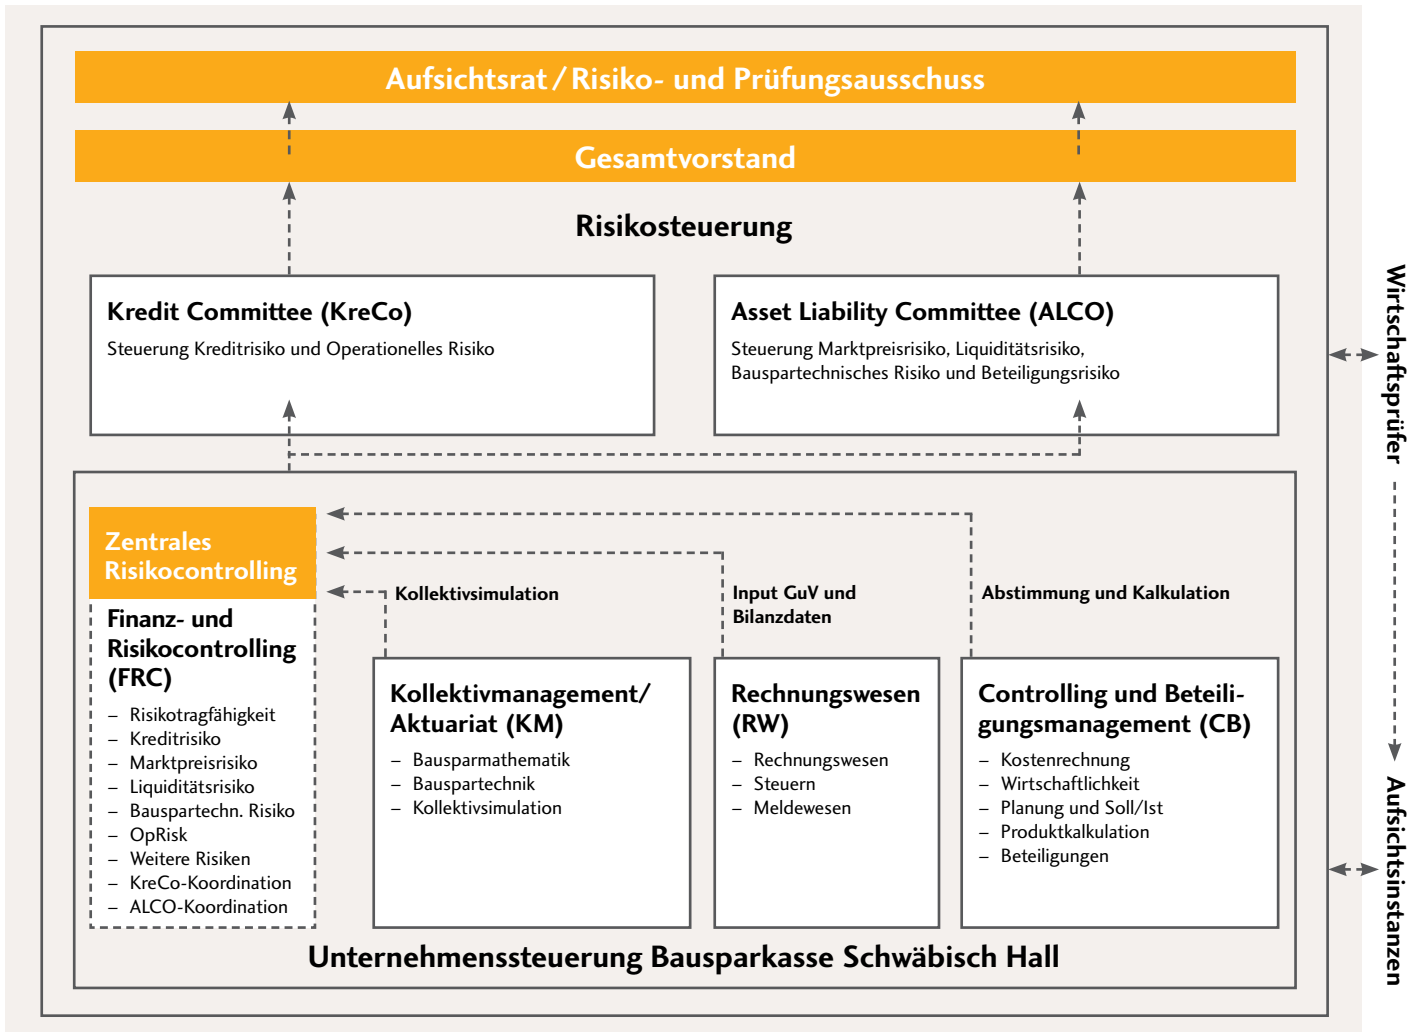 Aufsichtsrat / Risiko- und Prüfungsausschuss
Gesamtvorstand
Risikosteuerung
Kredit Committee (KreCo)
Steuerung Kreditrisiko und Operationelles Risiko
Asset Liability Committee (ALCO)
Steuerung Marktpreisrisiko, Liquiditätsrisiko,
Bauspartechnisches Risiko und Beteiligungsrisiko
Zentrales
Risikocontrolling
Finanz- und
Risikocontrolling
(FRC)
– Risikotragfähigkeit
– Kreditrisiko
– Marktpreisrisiko
– Liquiditätsrisiko
– Bauspartechn. Risiko
– OpRisk
– Weitere Risiken
– KreCo-Koordination
– ALCO-Koordination
Kollektivsimulation
Kollektivmanagement/
Aktuariat (KM)
– Bausparmathematik
– Bauspartechnik
– Kollektivsimulation
Input GuV und
Bilanzdaten
Rechnungswesen
(RW)
– Rechnungswesen
– Steuern
– Meldewesen
Abstimmung und Kalkulation
Controlling und Beteili-
gungsmanagement (CB)
– Kostenrechnung
– Wirtschaftlichkeit
– Planung und Soll/Ist
– Produktkalkulation
– Beteiligungen
Unternehmenssteuerung Bausparkasse Schwäbisch Hall
Wirtschaftsprüfer
Aufsichtsinstanzen